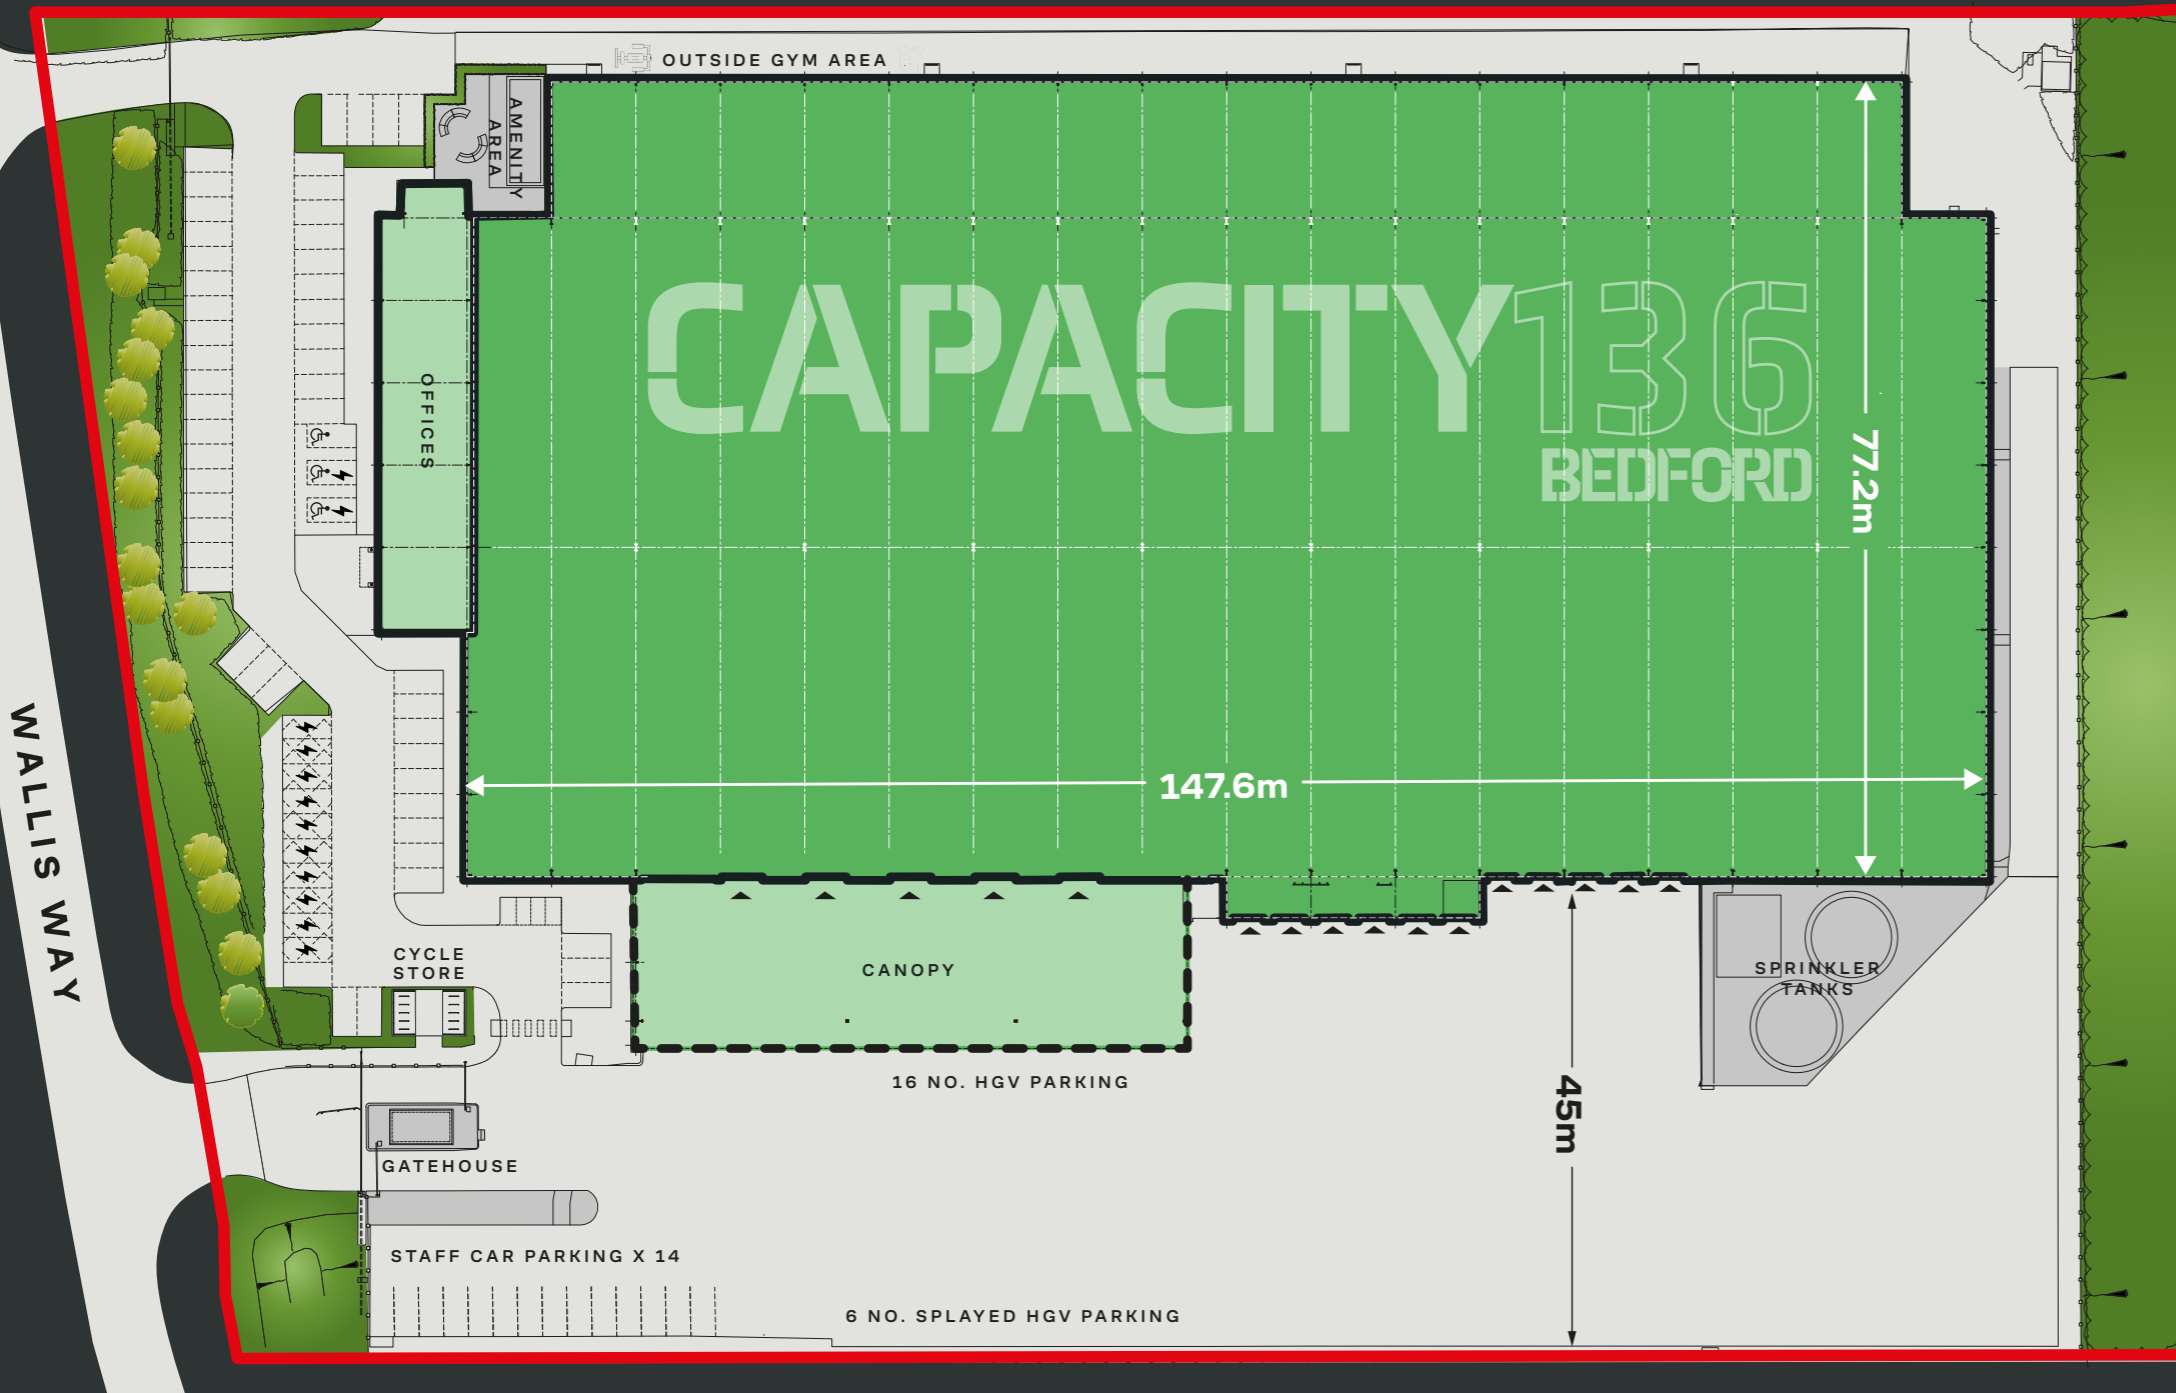 OUTSIDE GYM AREA
AMENITY
AREA
OFFICES
CAPACITY136
BEDFORD
77.2m
147.6m
WALLIS WAY
CYCLE
STORE
CANOPY
SPRINKLER
TANKS
16 NO. HGV PARKING
45m
GATEHOUSE
STAFF CAR PARKING X 14
6 NO. SPLAYED HGV PARKING